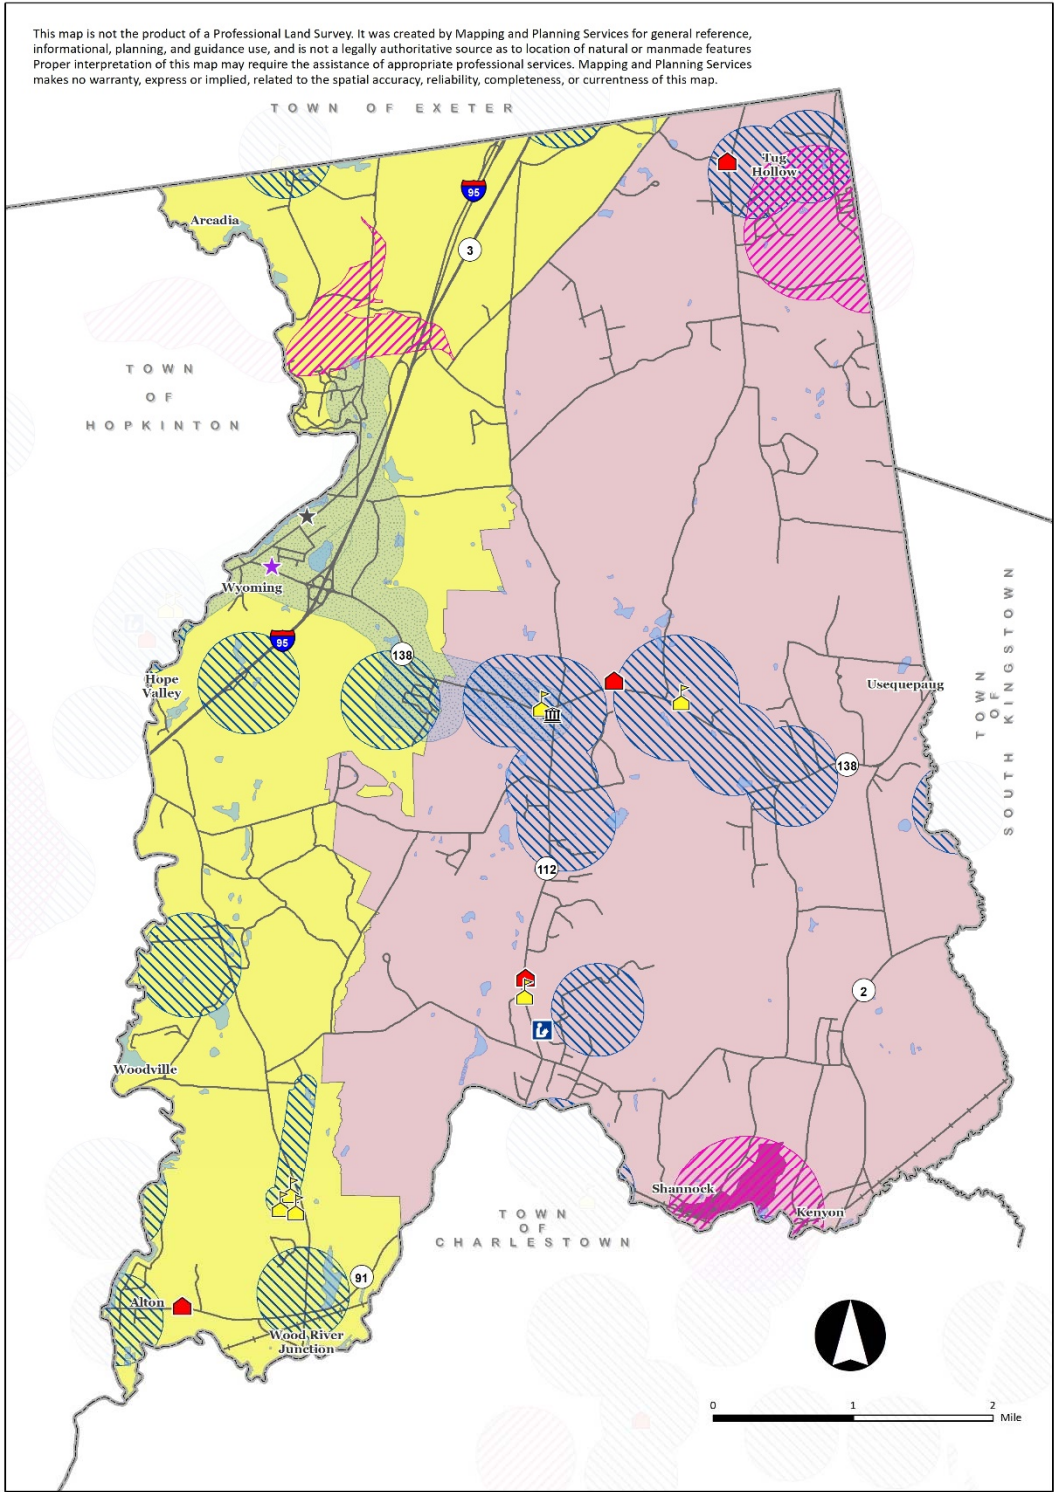 This map is not the product of a Professional Land Survey. It was created by Mapping and Planning Services for general reference,
informational, planning, and guidance use, and is not a legally authoritative source as to location of natural or manmade features
Proper interpretation of this map may require the assistance of appropriate professional services. Mapping and Planning Services
makes no warranty, express or implied, related to the spatial accuracy, reliability, completeness, or currentness of this map.
TOWN OF EXETER
Tug
Hollow
95
Arcadia
3
TOWN
OF
HOPKINTON
Wyoming
95
138
Hope
Valley
Usequepaug
TOWN
OF
SOUTH KINGSTOWN
138
112
2
Woodville
Shannock
Kenyon
TOWN
OF
CHARLESTOWN
91
Alton
Wood River
Junction
0 1 2
Mile